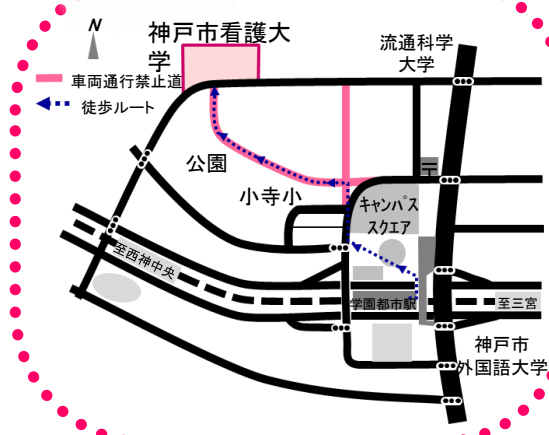 N
神戸市看護大
学
流通科学
大学
車両通行禁止道
徒歩ルート
公園
〒
小寺小
キャンパス
スクエア
至西神中央
学園都市駅
至三宮
神戸市
外国語大学